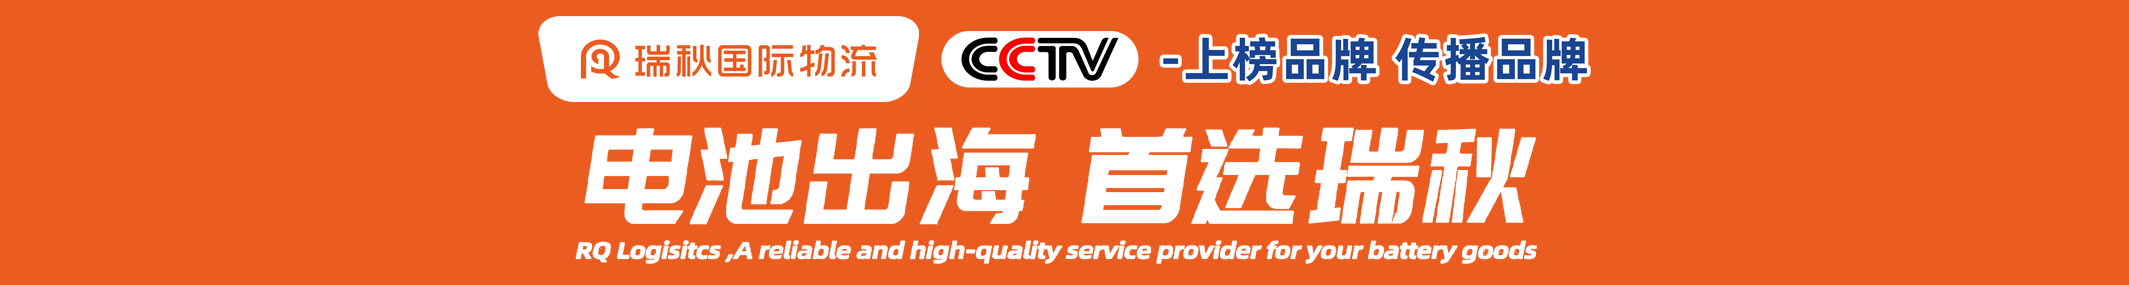 瑞秋国际物流 CCTV -上榜品牌 传播品牌
电池出海 首选瑞秋
RQ Logisitcs ,A reliable and high-quality service provider for your battery goods